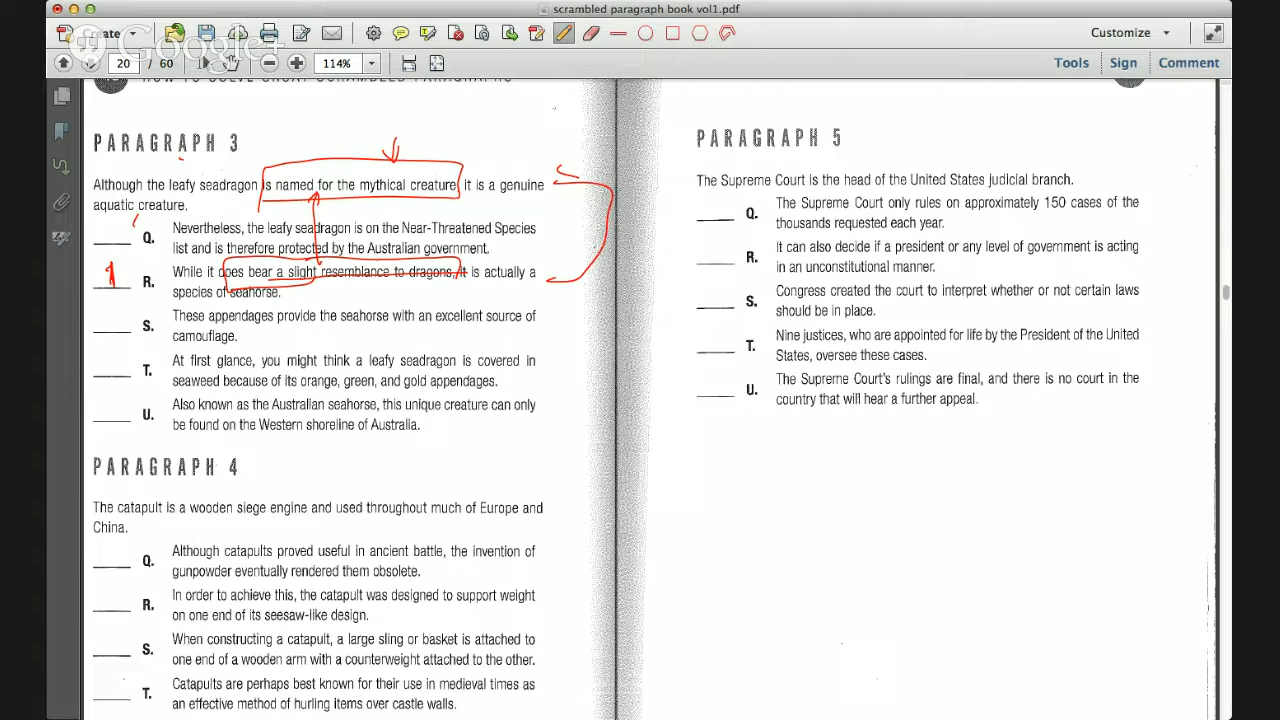 scrambled paragraph book vol1.pdf
Create
Customize
Google+
20 / 60
114%
Tools
Sign
Comment
HOW TO SOLVE SHSAT SCRAMBLED PARAGRAPHS
PARAGRAPH 3
Although the leafy seadragon is named for the mythical creature, it is a genuine
aquatic creature.
Q. Nevertheless, the leafy seadragon is on the Near-Threatened Species
list and is therefore protected by the Australian government.
1 R. While it does bear a slight resemblance to dragons, it is actually a
species of seahorse.
S. These appendages provide the seahorse with an excellent source of
camouflage.
T. At first glance, you might think a leafy seadragon is covered in
seaweed because of its orange, green, and gold appendages.
U. Also known as the Australian seahorse, this unique creature can only
be found on the Western shoreline of Australia.
PARAGRAPH 4
The catapult is a wooden siege engine and used throughout much of Europe and
China.
Q. Although catapults proved useful in ancient battle, the invention of
gunpowder eventually rendered them obsolete.
R. In order to achieve this, the catapult was designed to support weight
on one end of its seesaw-like design.
S. When constructing a catapult, a large sling or basket is attached to
one end of a wooden arm with a counterweight attached to the other.
T. Catapults are perhaps best known for their use in medieval times as
an effective method of hurling items over castle walls.
PARAGRAPH 5
The Supreme Court is the head of the United States judicial branch.
Q. The Supreme Court only rules on approximately 150 cases of the
thousands requested each year.
R. It can also decide if a president or any level of government is acting
in an unconstitutional manner.
S. Congress created the court to interpret whether or not certain laws
should be in place.
T. Nine justices, who are appointed for life by the President of the United
States, oversee these cases.
U. The Supreme Court's rulings are final, and there is no court in the
country that will hear a further appeal.